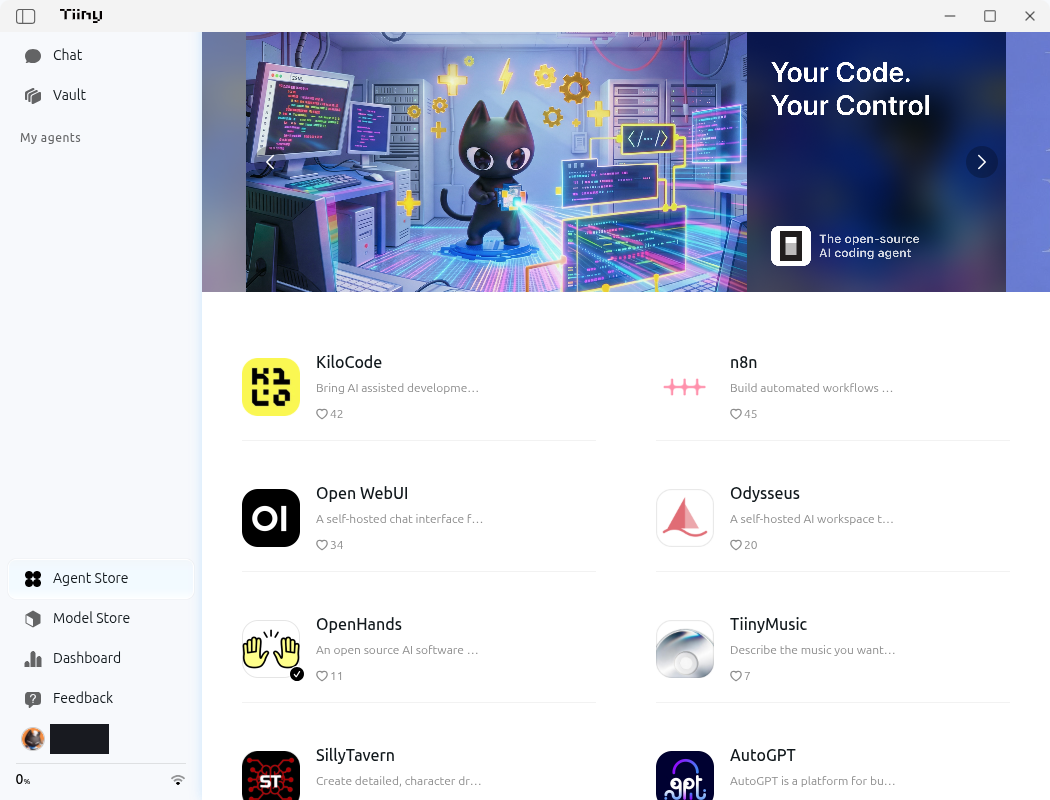 Tiiny
Chat
Vault
My agents
Agent Store
Model Store
Dashboard
Feedback
0%
</...>
Your Code.
Your Control
The open-source
AI coding agent
KiloCode
Bring AI assisted developme...
42
n8n
Build automated workflows ...
45
OI
Open WebUI
A self-hosted chat interface f...
34
Odysseus
A self-hosted AI workspace t...
20
OpenHands
An open source AI software ...
11
TiinyMusic
Describe the music you want...
7
ST
SillyTavern
Create detailed, character dr...
gpt
AutoGPT
AutoGPT is a platform for bu...